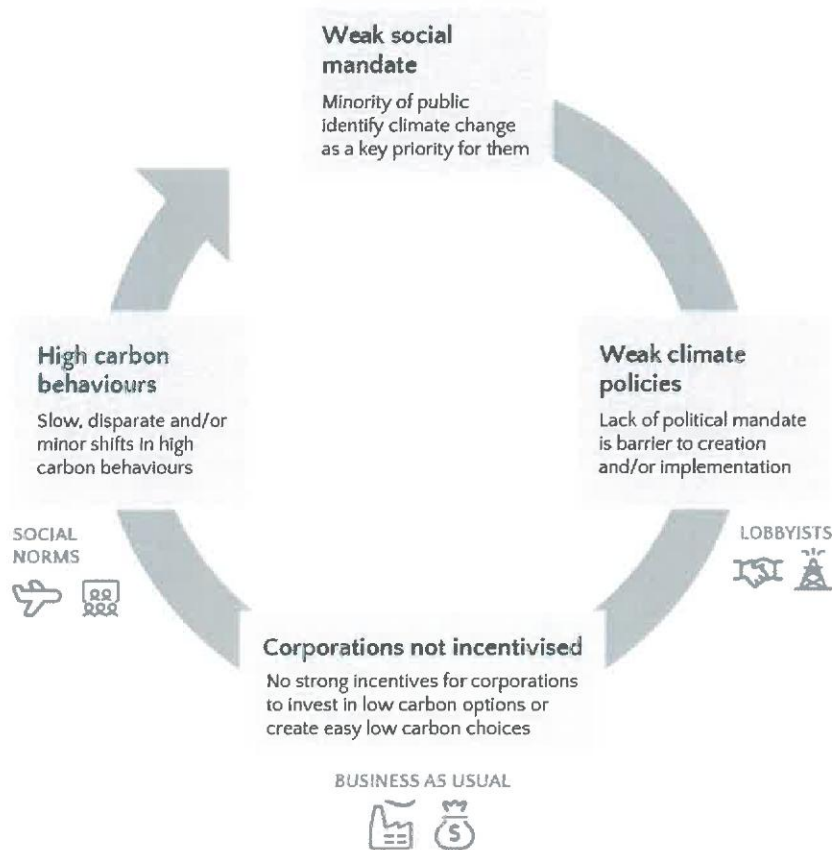 Weak social
mandate
Minority of public
identify climate change
as a key priority for them
High carbon
behaviours
Slow, disparate and/or
minor shifts in high
carbon behaviours
Weak climate
policies
Lack of political mandate
is barrier to creation
and/or implementation
SOCIAL
NORMS
LOBBYISTS
Corporations not incentivised
No strong incentives for corporations
to invest in low carbon options or
create easy low carbon choices
BUSINESS AS USUAL
$